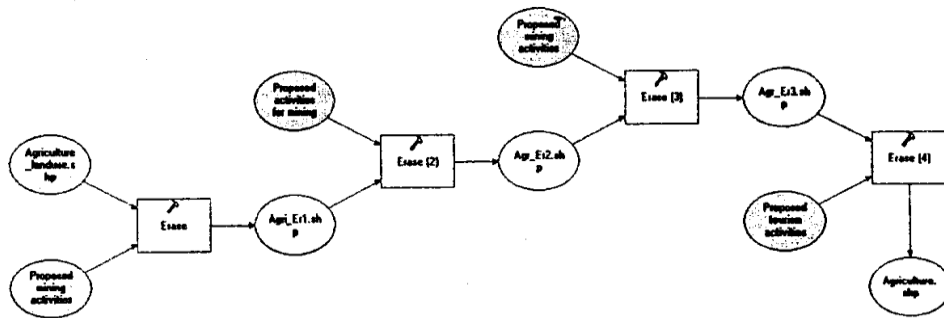 Proposed
mining
activities
Erase (3)
Agr_Er3.sh
p
Proposed
activities
for mining
Erase (2)
Agr_Er2.sh
p
Erase (4)
Agriculture
_landuse.s
hp
Erase
Agri_Er1.sh
p
Proposed
tourism
activities
Proposed
mining
activities
Agriculture.
shp